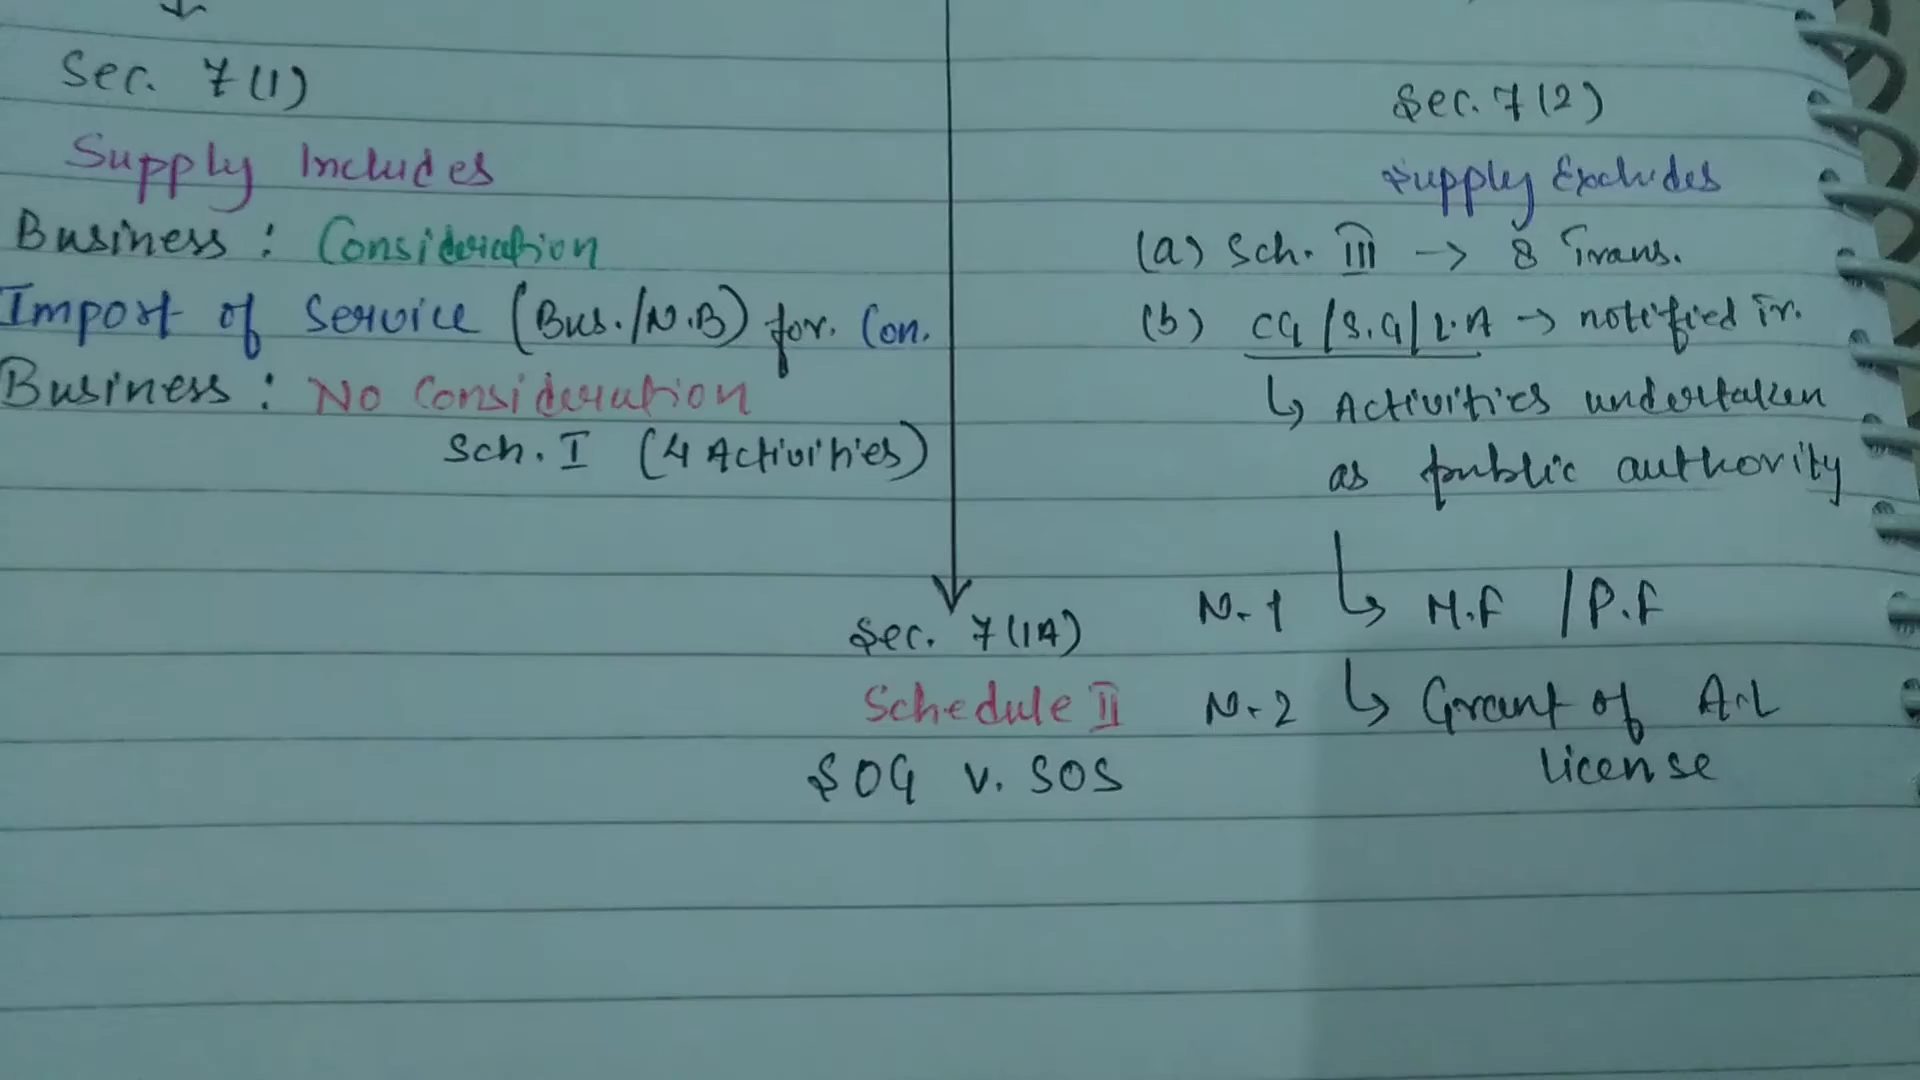 Sec. 7(1)
Supply Includes
Business : Consideration
Import of Service (Bus./N.B) for. Con.
Business : No Consideration
Sch. I (4 Activities)
Sec. 7(1A)
Schedule II
SOG V. SOS
Sec. 7(2)
Supply Excludes
(a) Sch. III → 8 Trans.
(b) CG/S.G/L.A → notified in.
↳ Activities undertaken
as public authority
N-1 ↳ M.F / P.F
N-2 ↳ Grant of A.L
license